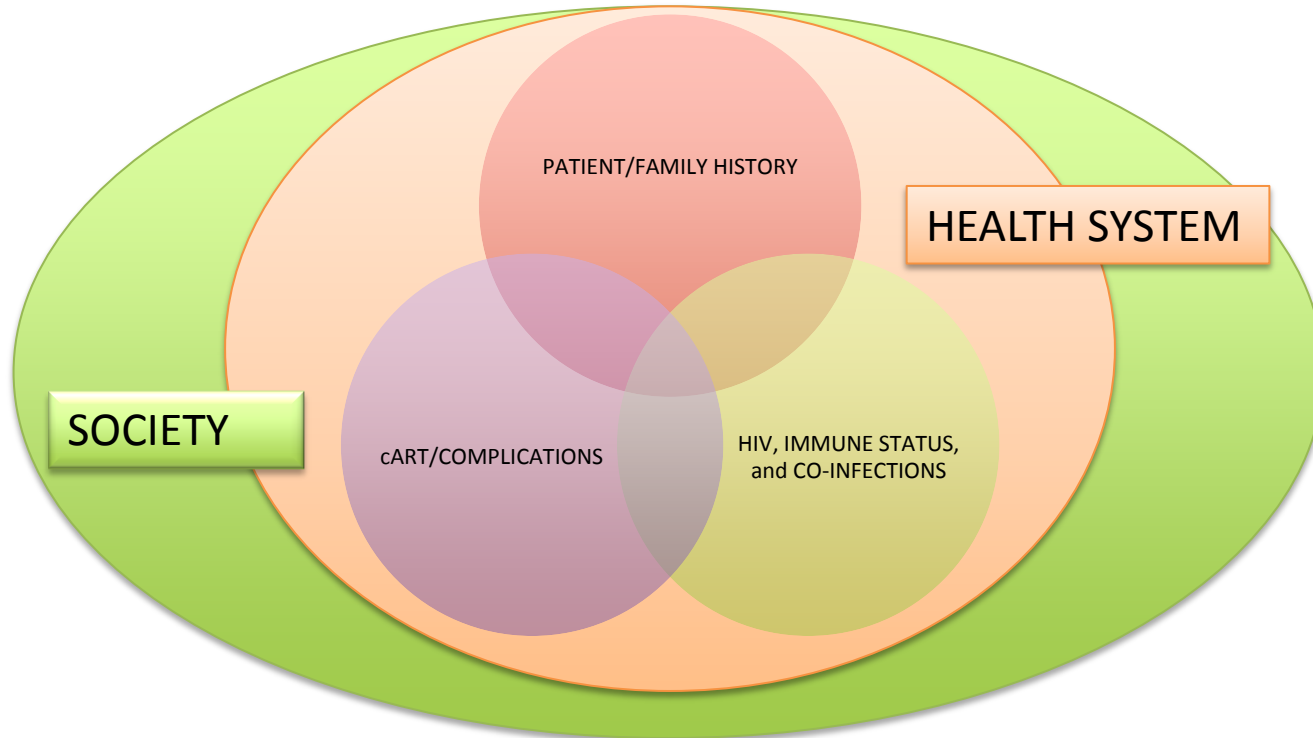 PATIENT/FAMILY HISTORY
HEALTH SYSTEM
SOCIETY
cART/COMPLICATIONS
HIV, IMMUNE STATUS,
and CO-INFECTIONS